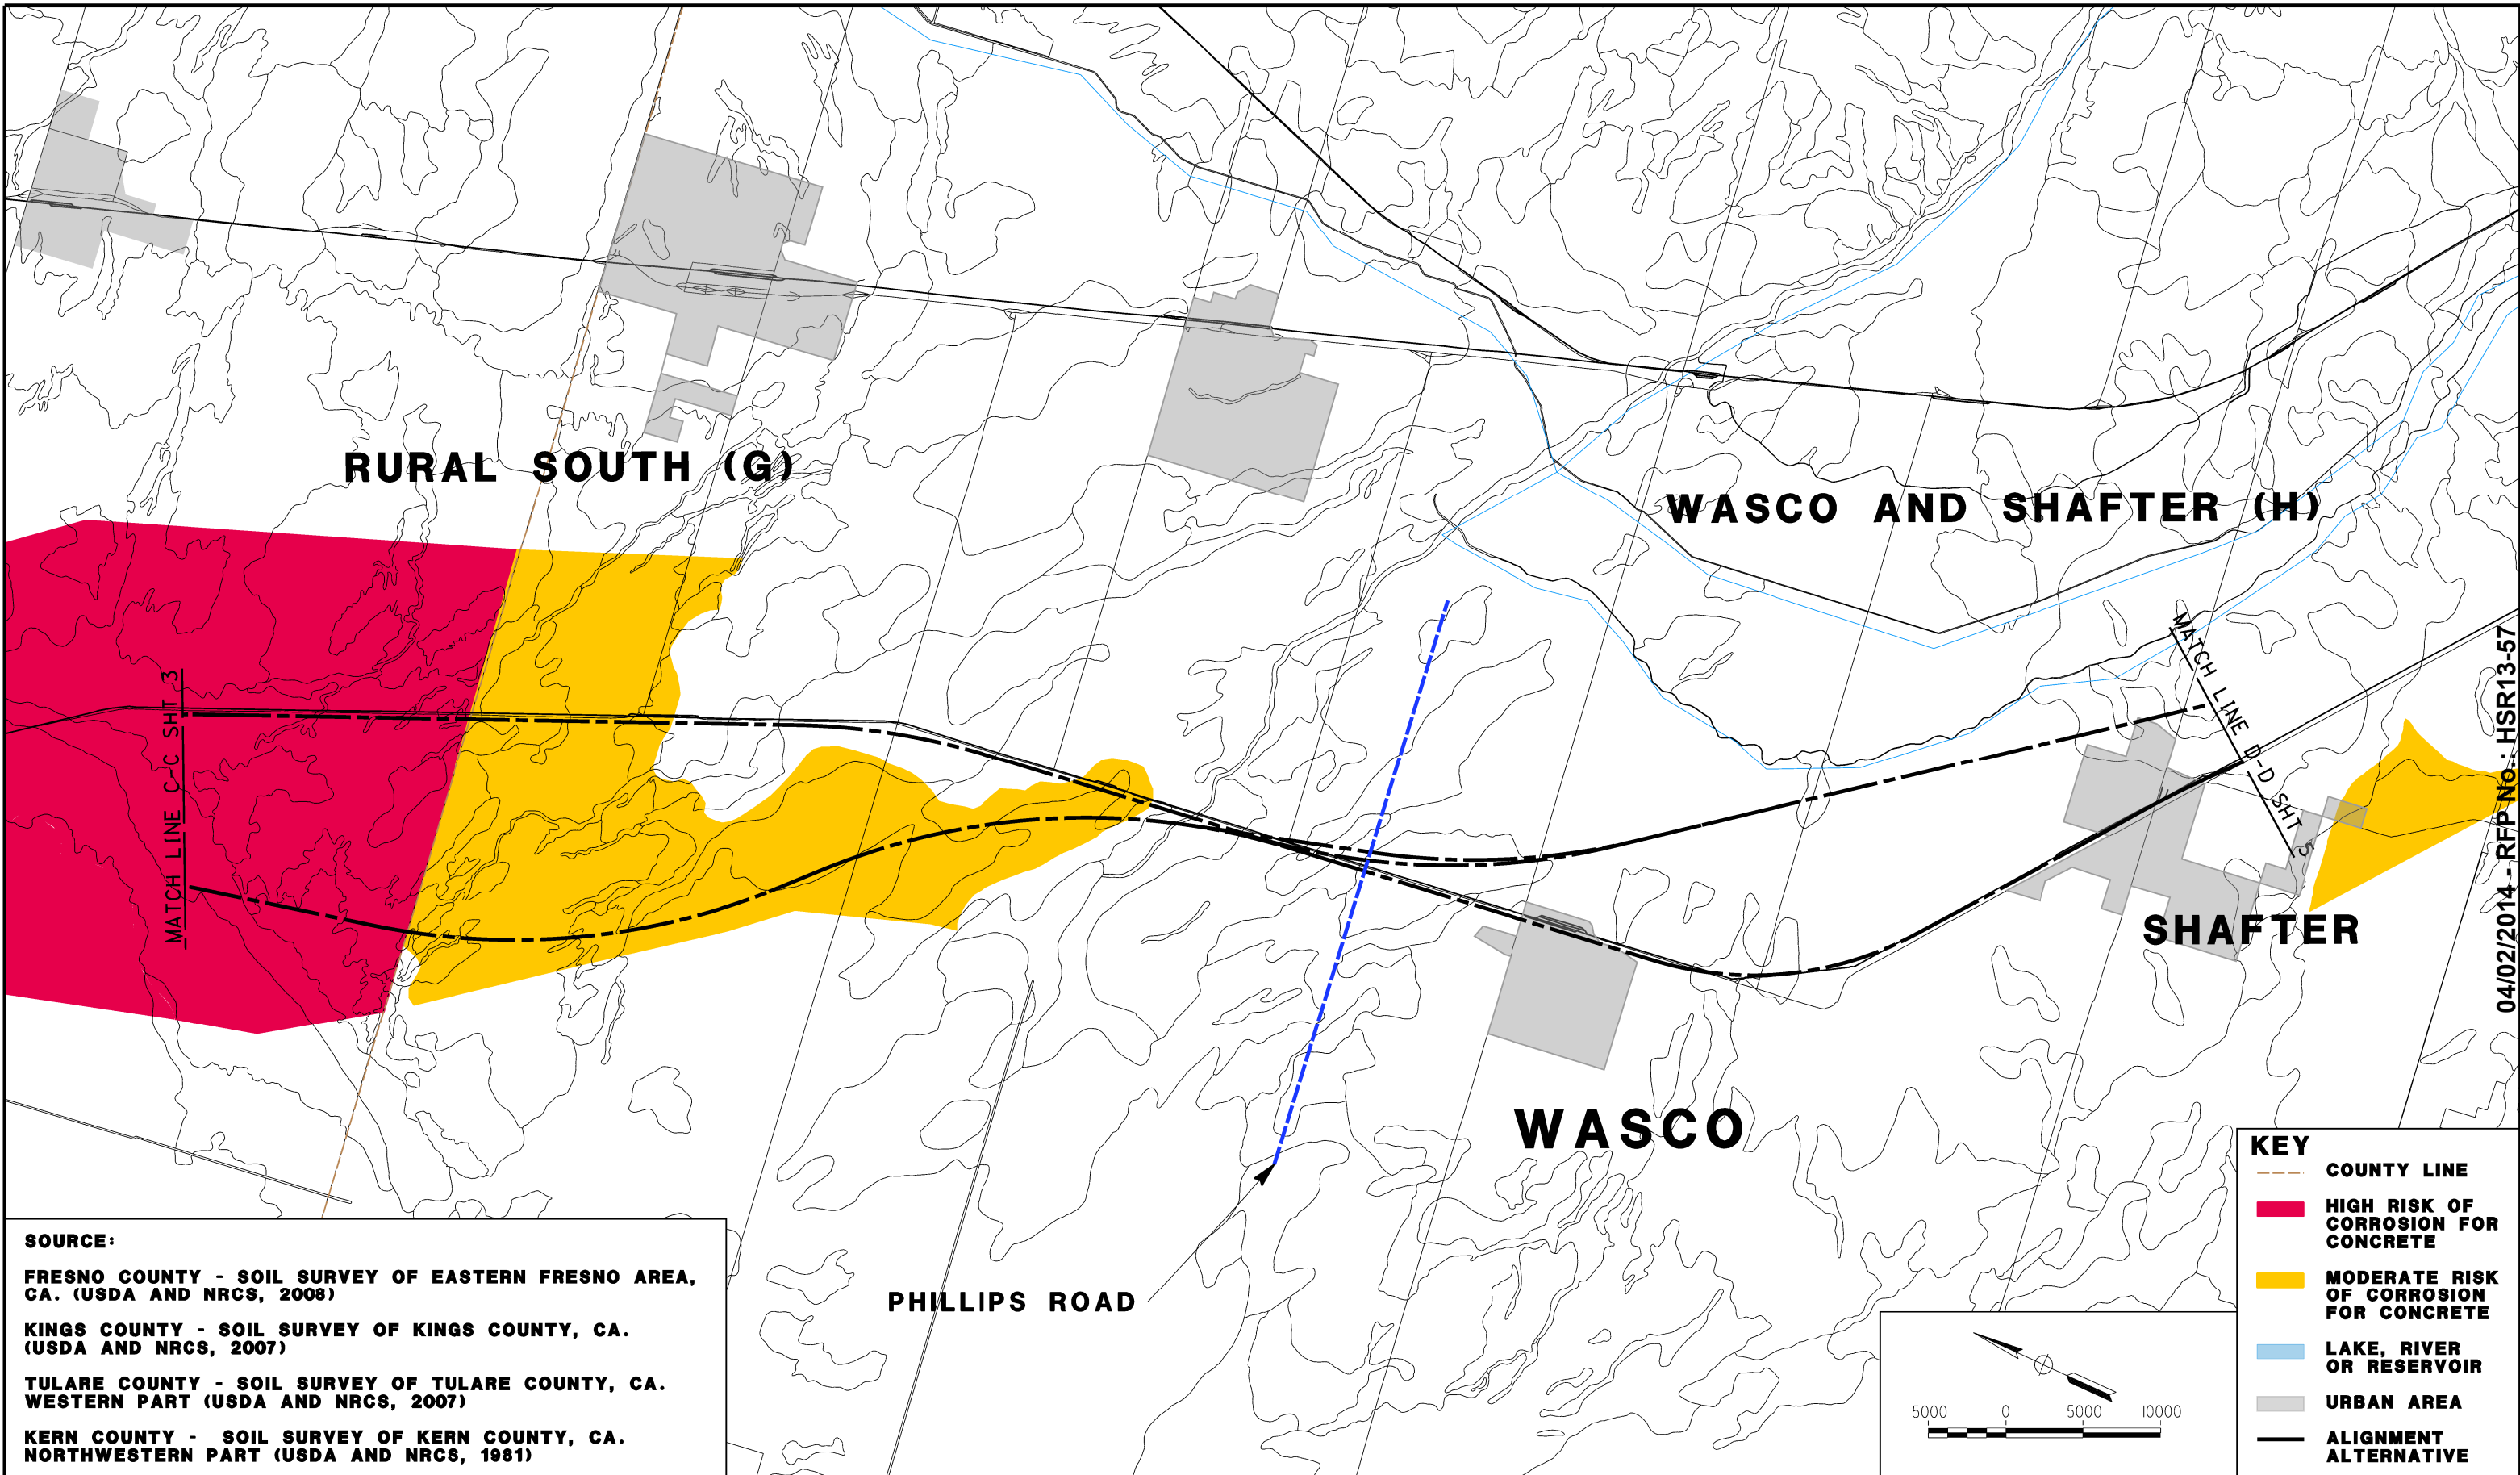 RURAL SOUTH (G)
WASCO AND SHAFTER (H)
MATCH LINE C-C SHT 3
MATCH LINE D-D SHT 5
SHAFTER
WASCO
PHILLIPS ROAD
04/02/2014 - RFP No.: HSR13-57
SOURCE:
FRESNO COUNTY - SOIL SURVEY OF EASTERN FRESNO AREA,
CA. (USDA AND NRCS, 2008)
KINGS COUNTY - SOIL SURVEY OF KINGS COUNTY, CA.
(USDA AND NRCS, 2007)
TULARE COUNTY - SOIL SURVEY OF TULARE COUNTY, CA.
WESTERN PART (USDA AND NRCS, 2007)
KERN COUNTY - SOIL SURVEY OF KERN COUNTY, CA.
NORTHWESTERN PART (USDA AND NRCS, 1981)
5000 0 5000 10000
KEY
COUNTY LINE
HIGH RISK OF
CORROSION FOR
CONCRETE
MODERATE RISK
OF CORROSION
FOR CONCRETE
LAKE, RIVER
OR RESERVOIR
URBAN AREA
ALIGNMENT
ALTERNATIVE